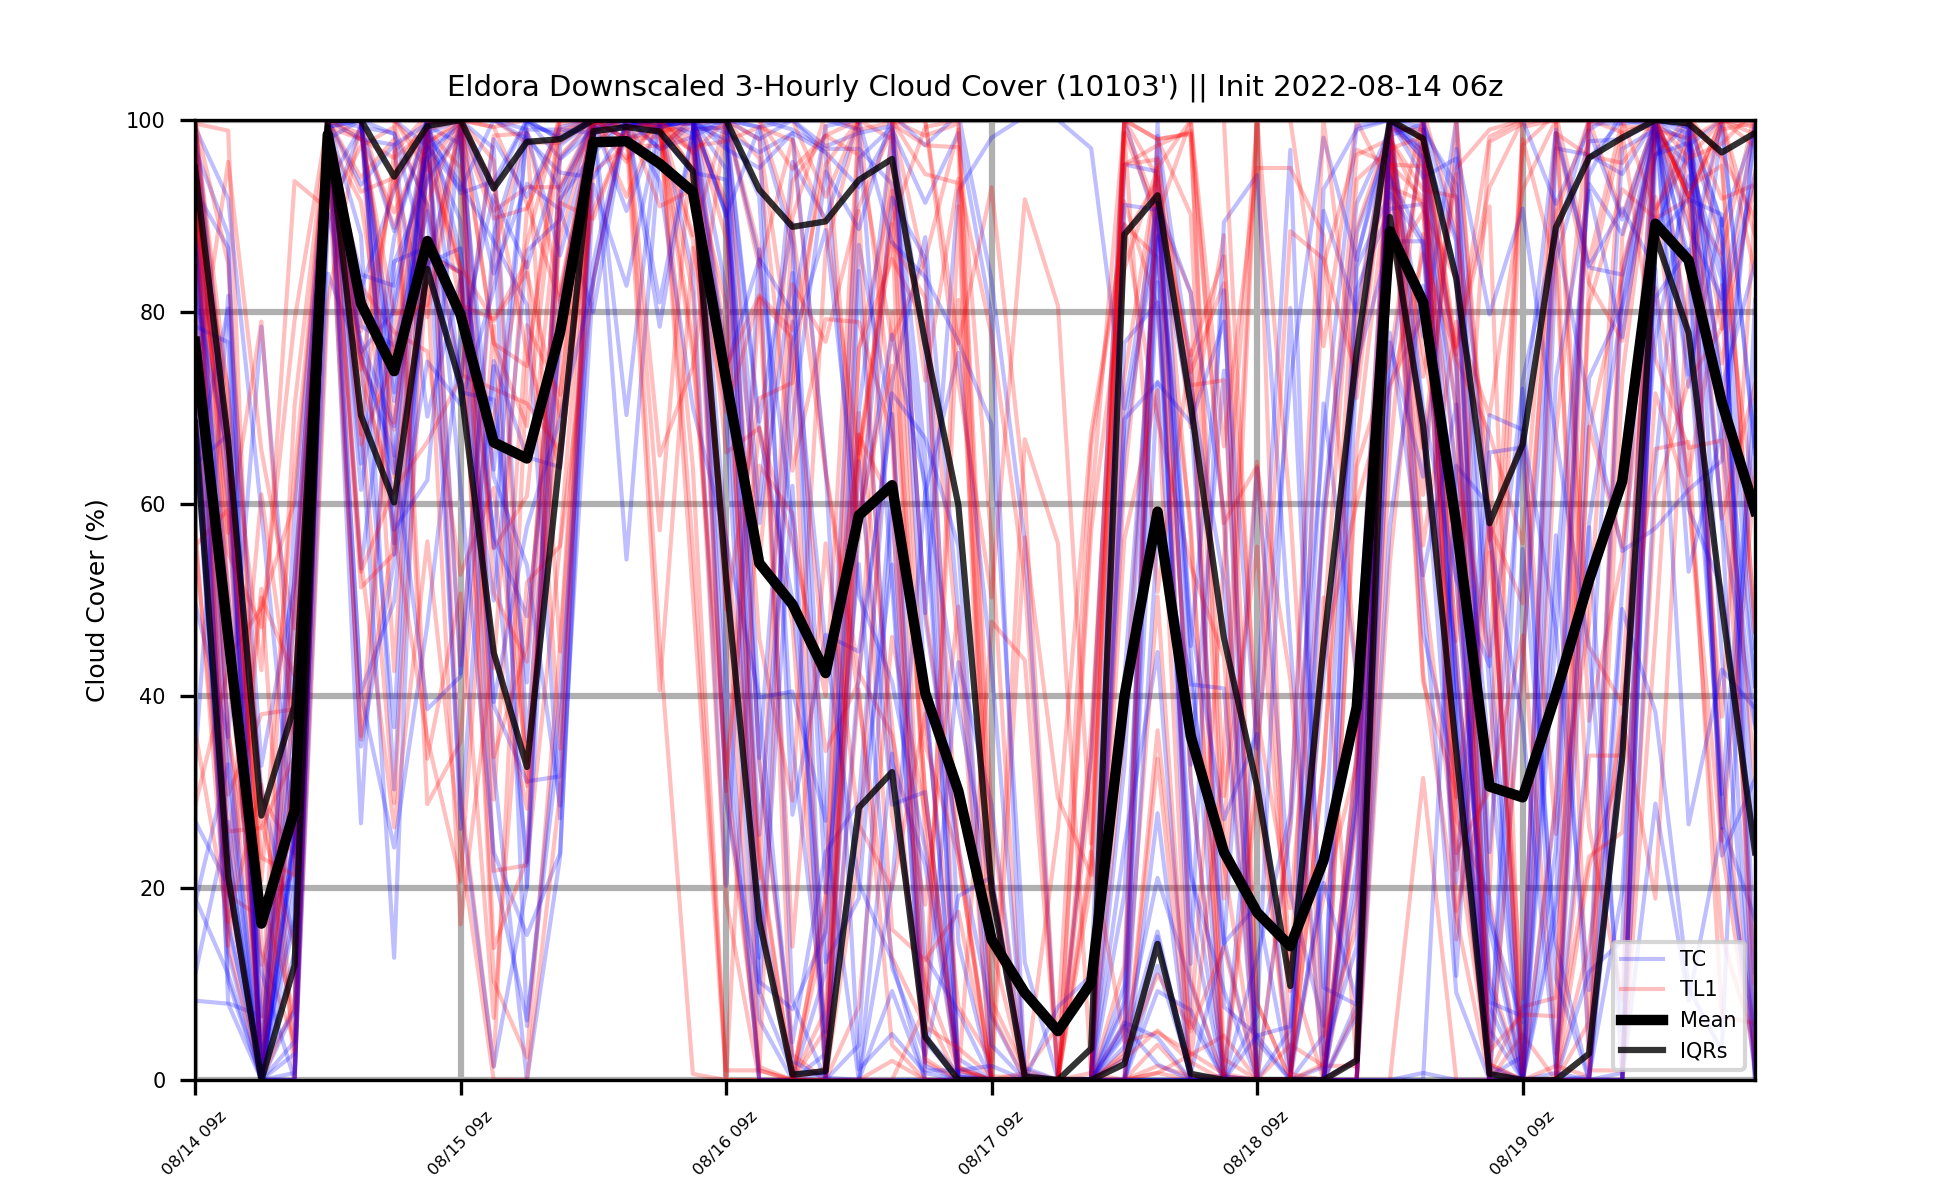 Eldora Downscaled 3-Hourly Cloud Cover (10103') || Init 2022-08-14 06z
Cloud Cover (%)
100
80
60
40
20
0
08/14 09z
08/15 09z
08/16 09z
08/17 09z
08/18 09z
08/19 09z
TC
TL1
Mean
IQRs